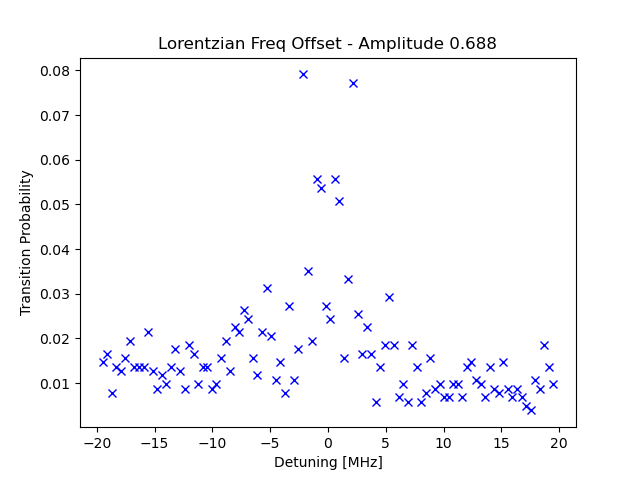 Lorentzian Freq Offset - Amplitude 0.688
0.08
0.07
0.06
0.05
0.04
0.03
0.02
0.01
Transition Probability
−20 −15 −10 −5 0 5 10 15 20
Detuning [MHz]